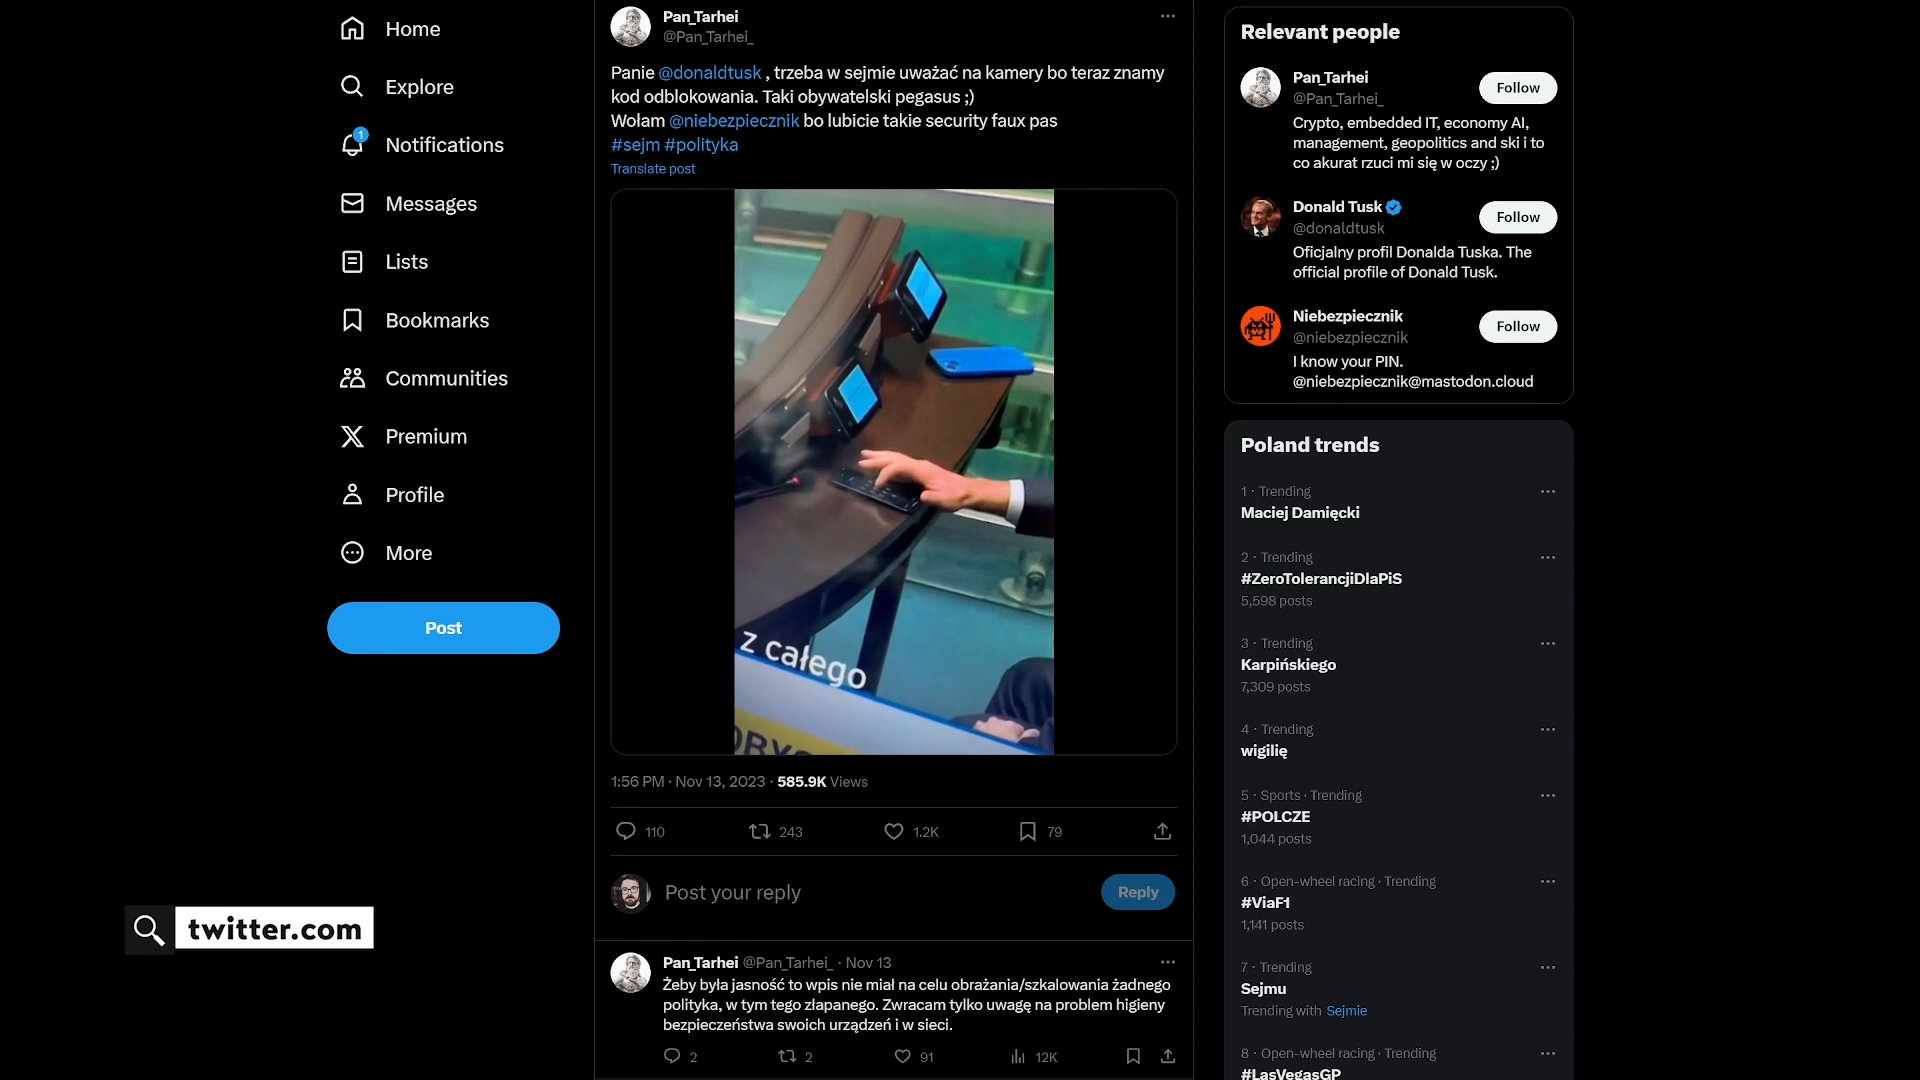 Home
Explore
1
Notifications
Messages
Lists
Bookmarks
Communities
Premium
Profile
More
Post
twitter.com
Pan_Tarhei
@Pan_Tarhei_
Panie @donaldtusk , trzeba w sejmie uważać na kamery bo teraz znamy
kod odblokowania. Taki obywatelski pegasus ;)
Wołam @niebezpiecznik bo lubicie takie security faux pas
#sejm #polityka
Translate post
z całego
1:56 PM · Nov 13, 2023 · 585.9K Views
110 243 1.2K 79
Post your reply
Reply
Pan_Tarhei @Pan_Tarhei_ · Nov 13
Żeby była jasność to wpis nie miał na celu obrażania/szkalowania żadnego
polityka, w tym tego złapanego. Zwracam tylko uwagę na problem higieny
bezpieczeństwa swoich urządzeń i w sieci.
2 2 91 12K
Relevant people
Pan_Tarhei
@Pan_Tarhei_
Follow
Crypto, embedded IT, economy AI,
management, geopolitics and ski i to
co akurat rzuci mi się w oczy ;)
Donald Tusk
@donaldtusk
Follow
Oficjalny profil Donalda Tuska. The
official profile of Donald Tusk.
Niebezpiecznik
@niebezpiecznik
Follow
I know your PIN.
@niebezpiecznik@mastodon.cloud
Poland trends
1 · Trending
Maciej Damięcki
2 · Trending
#ZeroTolerancjiDlaPiS
5,598 posts
3 · Trending
Karpińskiego
7,309 posts
4 · Trending
wigilię
5 · Sports · Trending
#POLCZE
1,044 posts
6 · Open-wheel racing · Trending
#ViaF1
1,141 posts
7 · Trending
Sejmu
Trending with Sejmie
8 · Open-wheel racing · Trending
#LasVegasGP